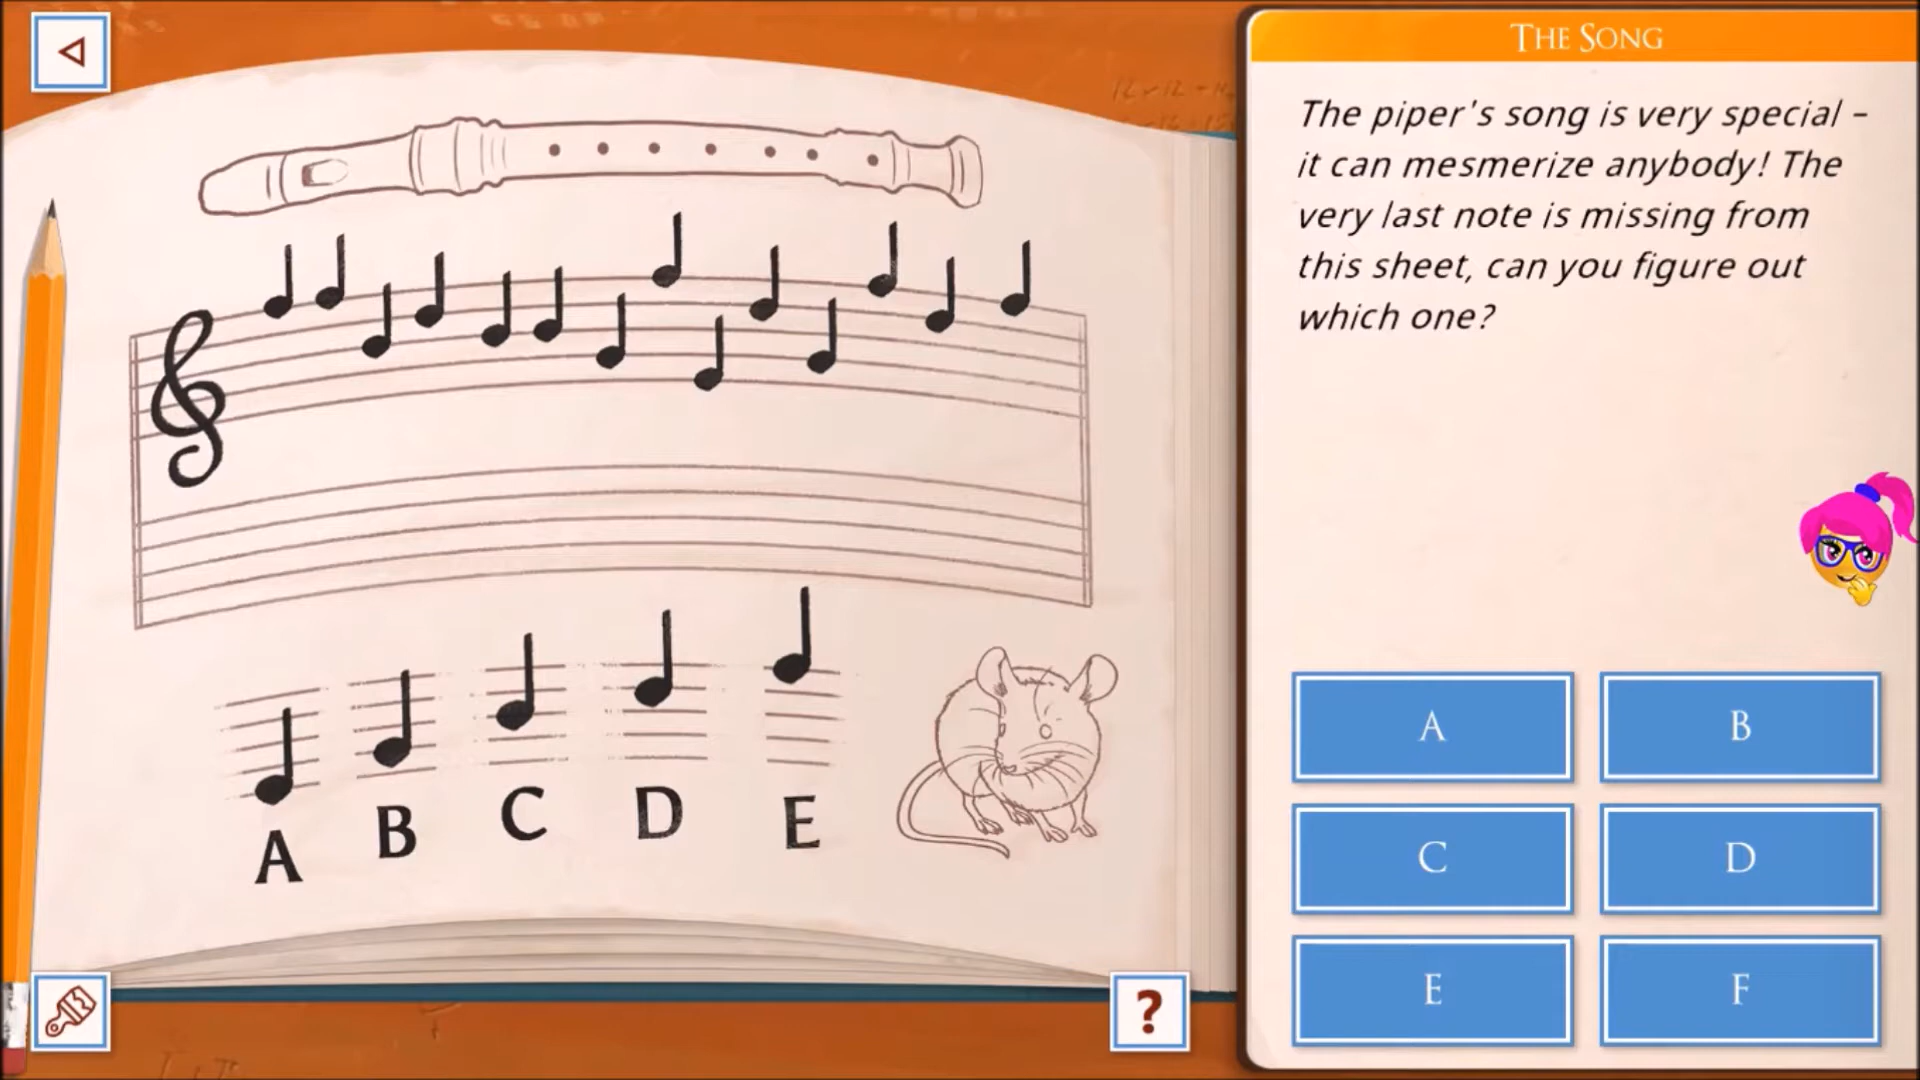 THE SONG
The piper's song is very special –
it can mesmerize anybody! The
very last note is missing from
this sheet, can you figure out
which one?
A B C D E
A B
C D
E F
?